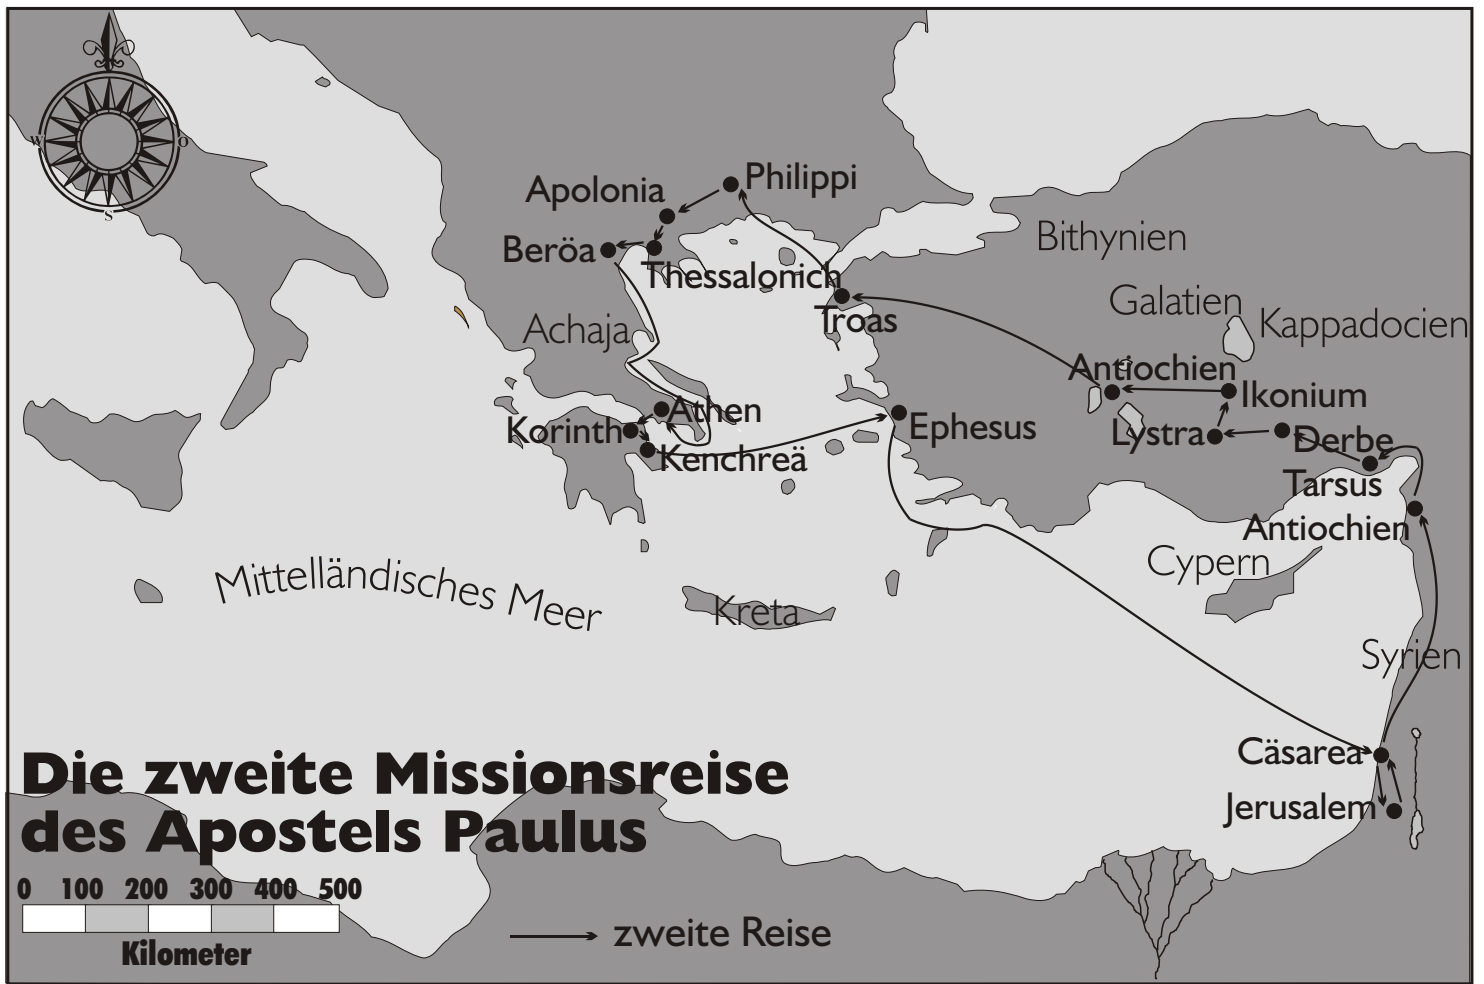 W
O
S
Philippi
Apolonia
Beröa
Thessalonich
Bithynien
Galatien
Troas
Achaja
Kappadocien
Antiochien
Ikonium
Athen
Korinth
Ephesus
Lystra
Derbe
Kenchreä
Tarsus
Antiochien
Cypern
Mittelländisches Meer
Kreta
Syrien
Cäsarea
Jerusalem
Die zweite Missionsreise
des Apostels Paulus
0 100 200 300 400 500
Kilometer
zweite Reise